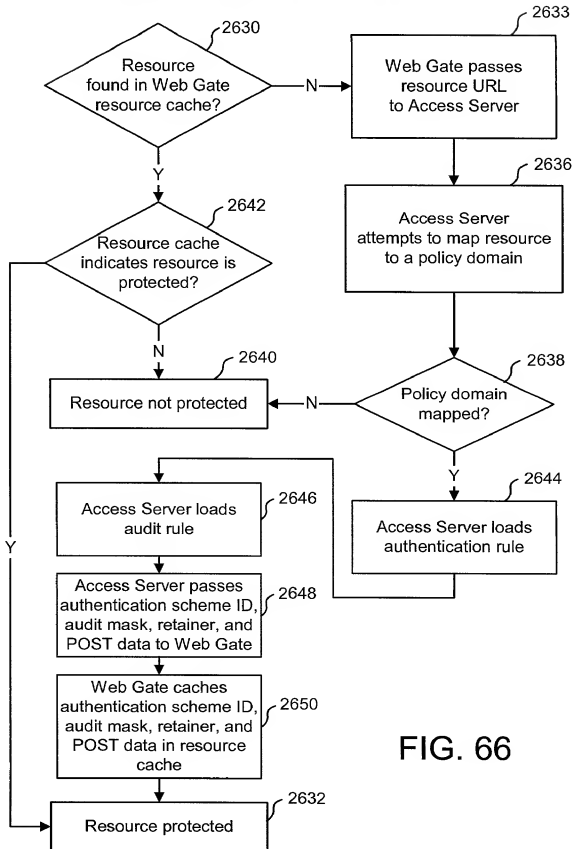 2630
Resource
found in Web Gate
resource cache?
N
2633
Web Gate passes
resource URL
to Access Server
Y
2636
Access Server
attempts to map resource
to a policy domain
2642
Resource cache
indicates resource is
protected?
N
2640
Resource not protected
N
2638
Policy domain
mapped?
Y
2644
Access Server loads
authentication rule
2646
Access Server loads
audit rule
Y
2648
Access Server passes
authentication scheme ID,
audit mask, retainer, and
POST data to Web Gate
2650
Web Gate caches
authentication scheme ID,
audit mask, retainer, and
POST data in resource
cache
FIG. 66
2632
Resource protected